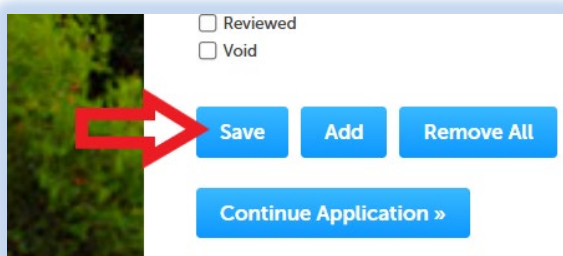 Reviewed
Void
Save Add Remove All
Continue Application »